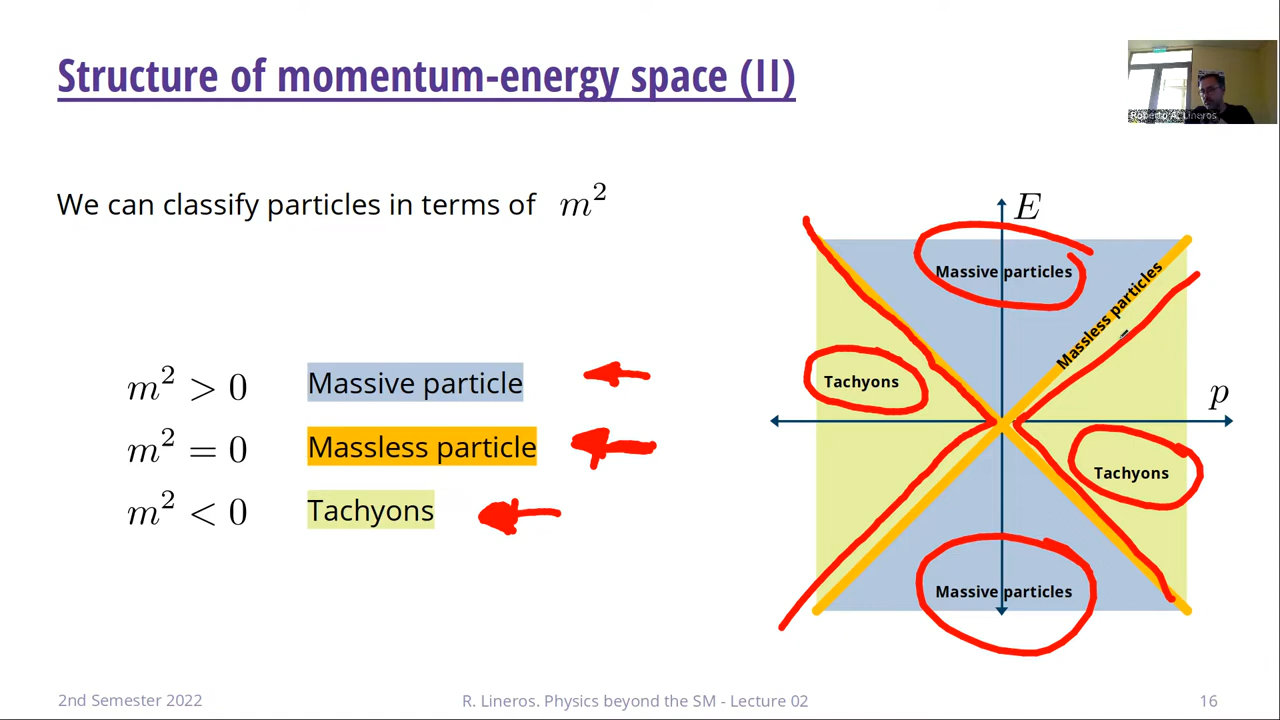 Structure of momentum-energy space (II)
Roberto A. Lineros
We can classify particles in terms of m²
m² > 0 Massive particle
m² = 0 Massless particle
m² < 0 Tachyons
E
Massive particles
Massless particles
Tachyons
p
Tachyons
Massive particles
2nd Semester 2022
R. Lineros. Physics beyond the SM - Lecture 02
16